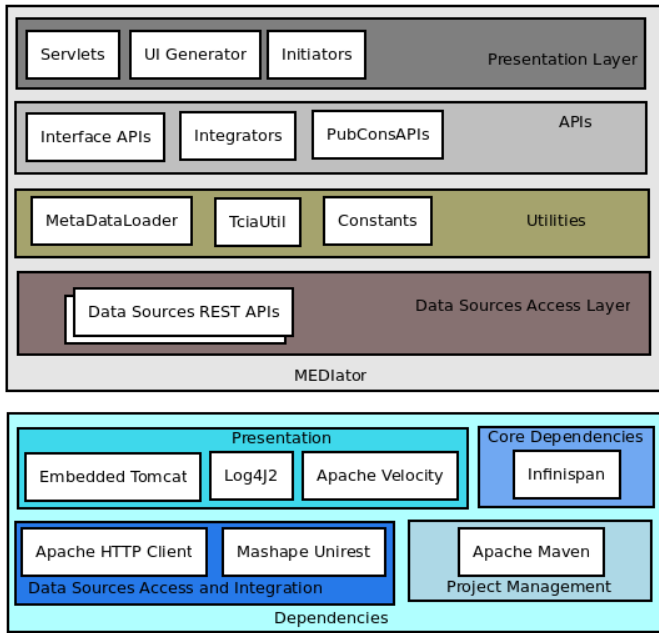 Servlets
UI Generator
Initiators
Presentation Layer
Interface APIs
Integrators
PubConsAPIs
APIs
MetaDataLoader
TciaUtil
Constants
Utilities
Data Sources REST APIs
Data Sources Access Layer
MEDIator
Presentation
Embedded Tomcat
Log4J2
Apache Velocity
Core Dependencies
Infinispan
Apache HTTP Client
Mashape Unirest
Data Sources Access and Integration
Apache Maven
Project Management
Dependencies